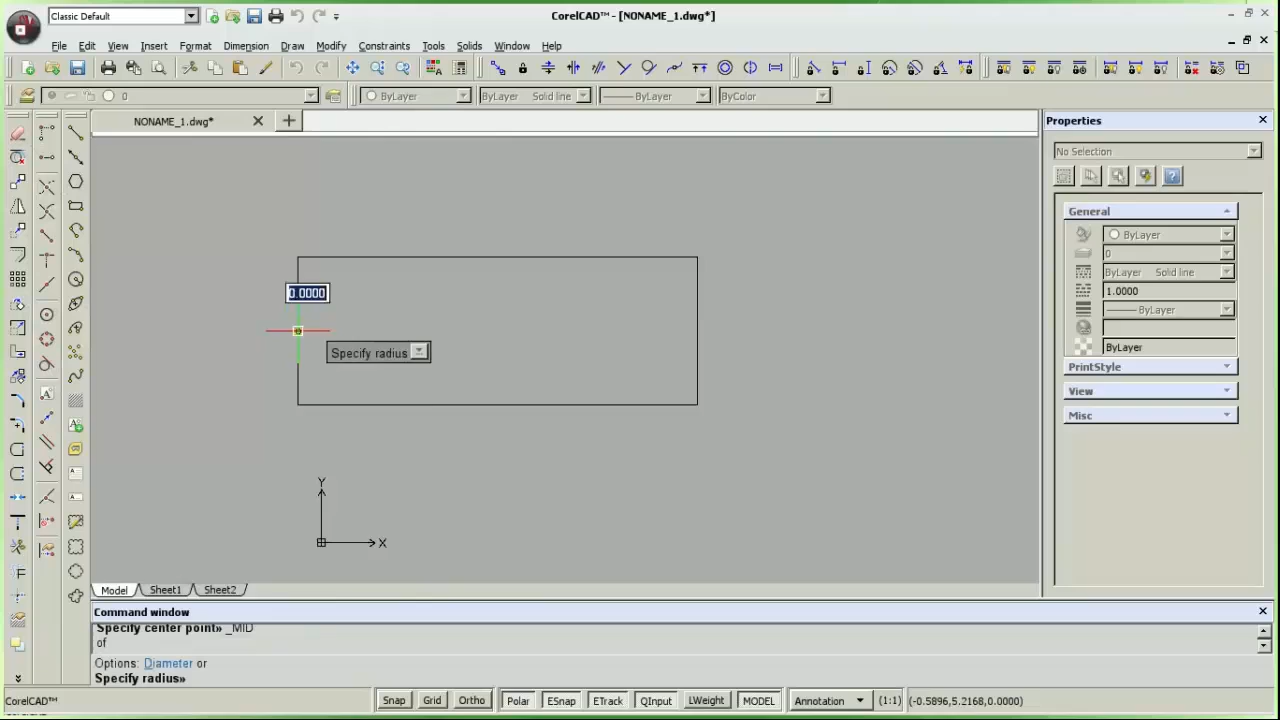 Classic Default
CorelCAD™ - [NONAME_1.dwg*]
File Edit View Insert Format Dimension Draw Modify Constraints Tools Solids Window Help
0 ByLayer ByLayer Solid line ByLayer ByColor
NONAME_1.dwg*
Properties
No Selection
General
ByLayer
0
ByLayer Solid line
1.0000
ByLayer
ByLayer
PrintStyle
View
Misc
0.0000
Specify radius
Y
X
Model Sheet1 Sheet2
Command window
Specify center point» _MID
of
Options: Diameter or
Specify radius»
CorelCAD™ Snap Grid Ortho Polar ESnap ETrack QInput LWeight MODEL Annotation (1:1) (-0.5896,5.2168,0.0000)